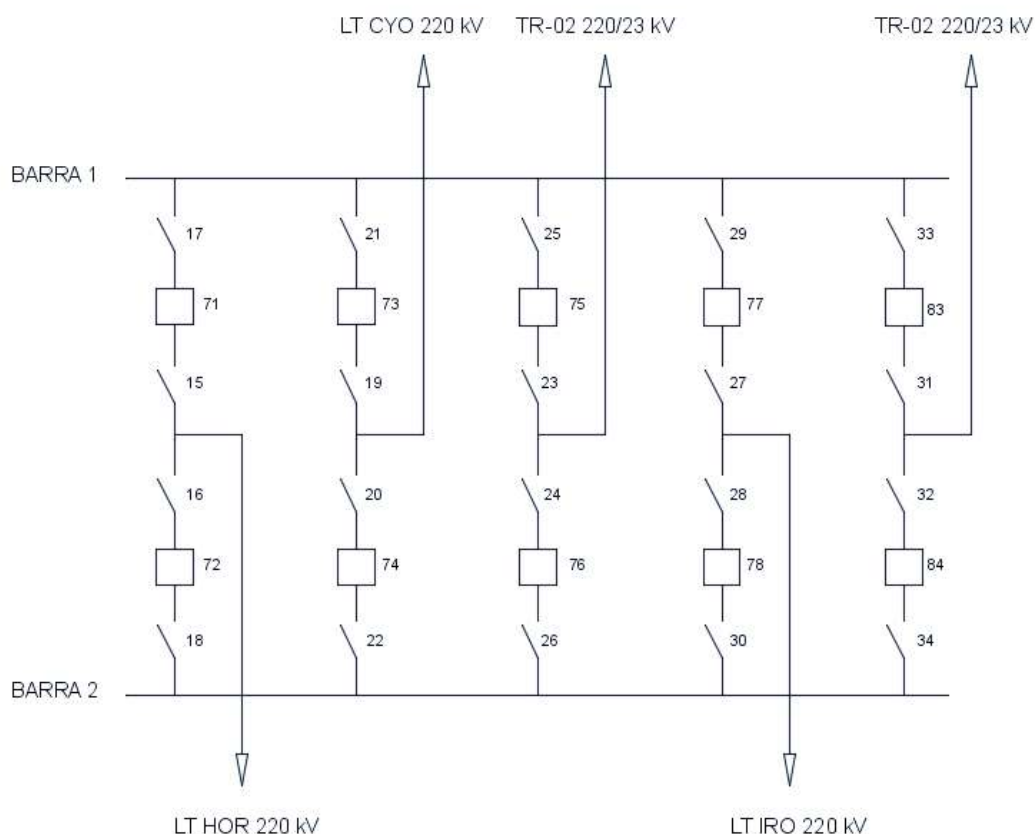 LT CYO 220 kV TR-02 220/23 kV TR-02 220/23 kV
BARRA 1
17 21 25 29 33
71 73 75 77 83
15 19 23 27 31
16 20 24 28 32
72 74 76 78 84
18 22 26 30 34
BARRA 2
LT HOR 220 kV LT IRO 220 kV